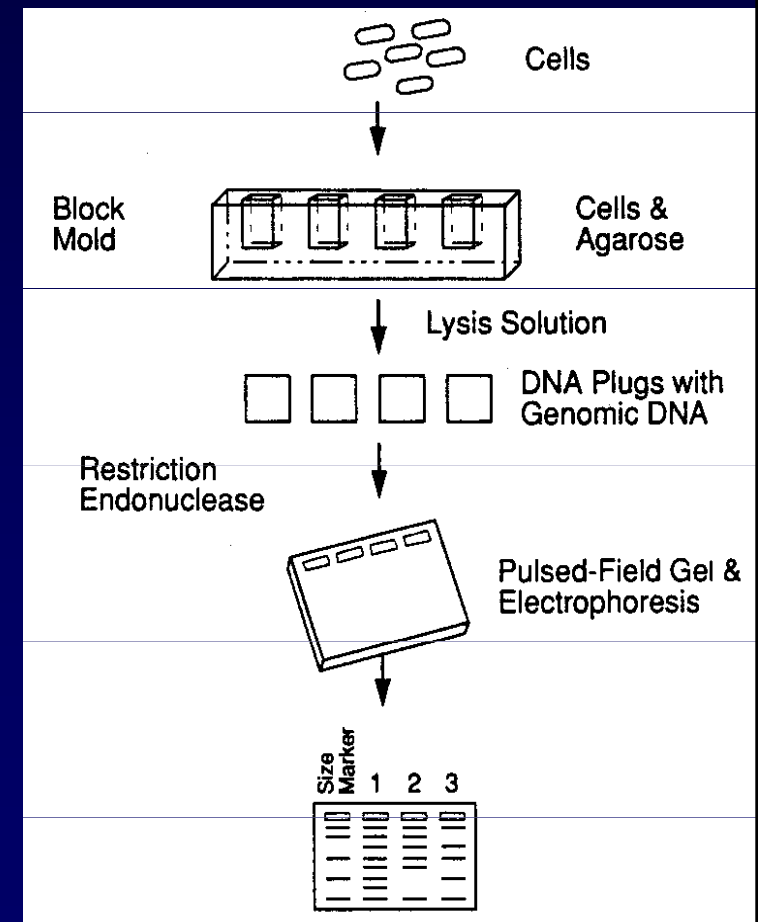 Cells
Block
Mold
Cells &
Agarose
Lysis Solution
DNA Plugs with
Genomic DNA
Restriction
Endonuclease
Pulsed-Field Gel &
Electrophoresis
Size
Marker
1 2 3